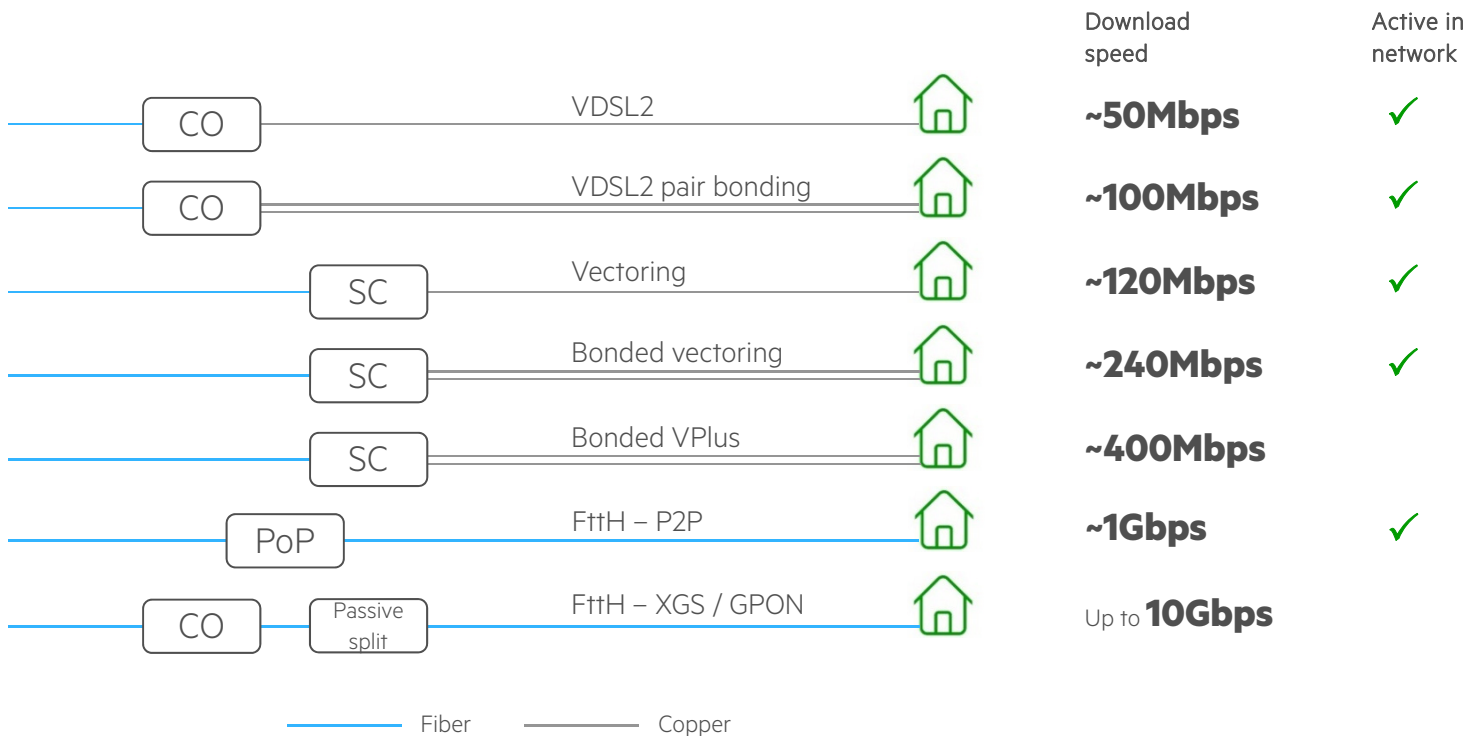 Download
speed
Active in
network
CO
VDSL2
~50Mbps
CO
VDSL2 pair bonding
~100Mbps
SC
Vectoring
~120Mbps
SC
Bonded vectoring
~240Mbps
SC
Bonded VPlus
~400Mbps
PoP
FttH – P2P
~1Gbps
CO
Passive
split
FttH – XGS / GPON
Up to 10Gbps
Fiber
Copper